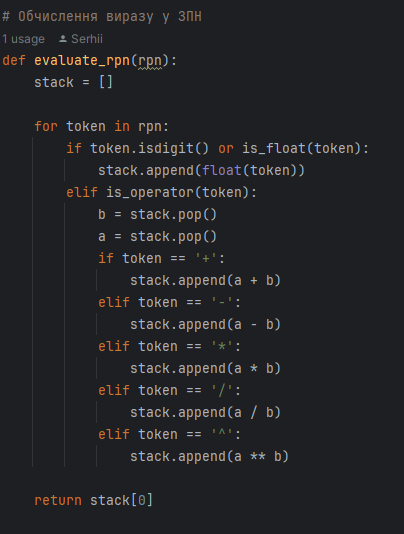 # Обчислення виразу у ЗПН
1 usage Serhii
def evaluate_rpn(rpn):
    stack = []

    for token in rpn:
        if token.isdigit() or is_float(token):
            stack.append(float(token))
        elif is_operator(token):
            b = stack.pop()
            a = stack.pop()
            if token == '+':
                stack.append(a + b)
            elif token == '-':
                stack.append(a - b)
            elif token == '*':
                stack.append(a * b)
            elif token == '/':
                stack.append(a / b)
            elif token == '^':
                stack.append(a ** b)

    return stack[0]